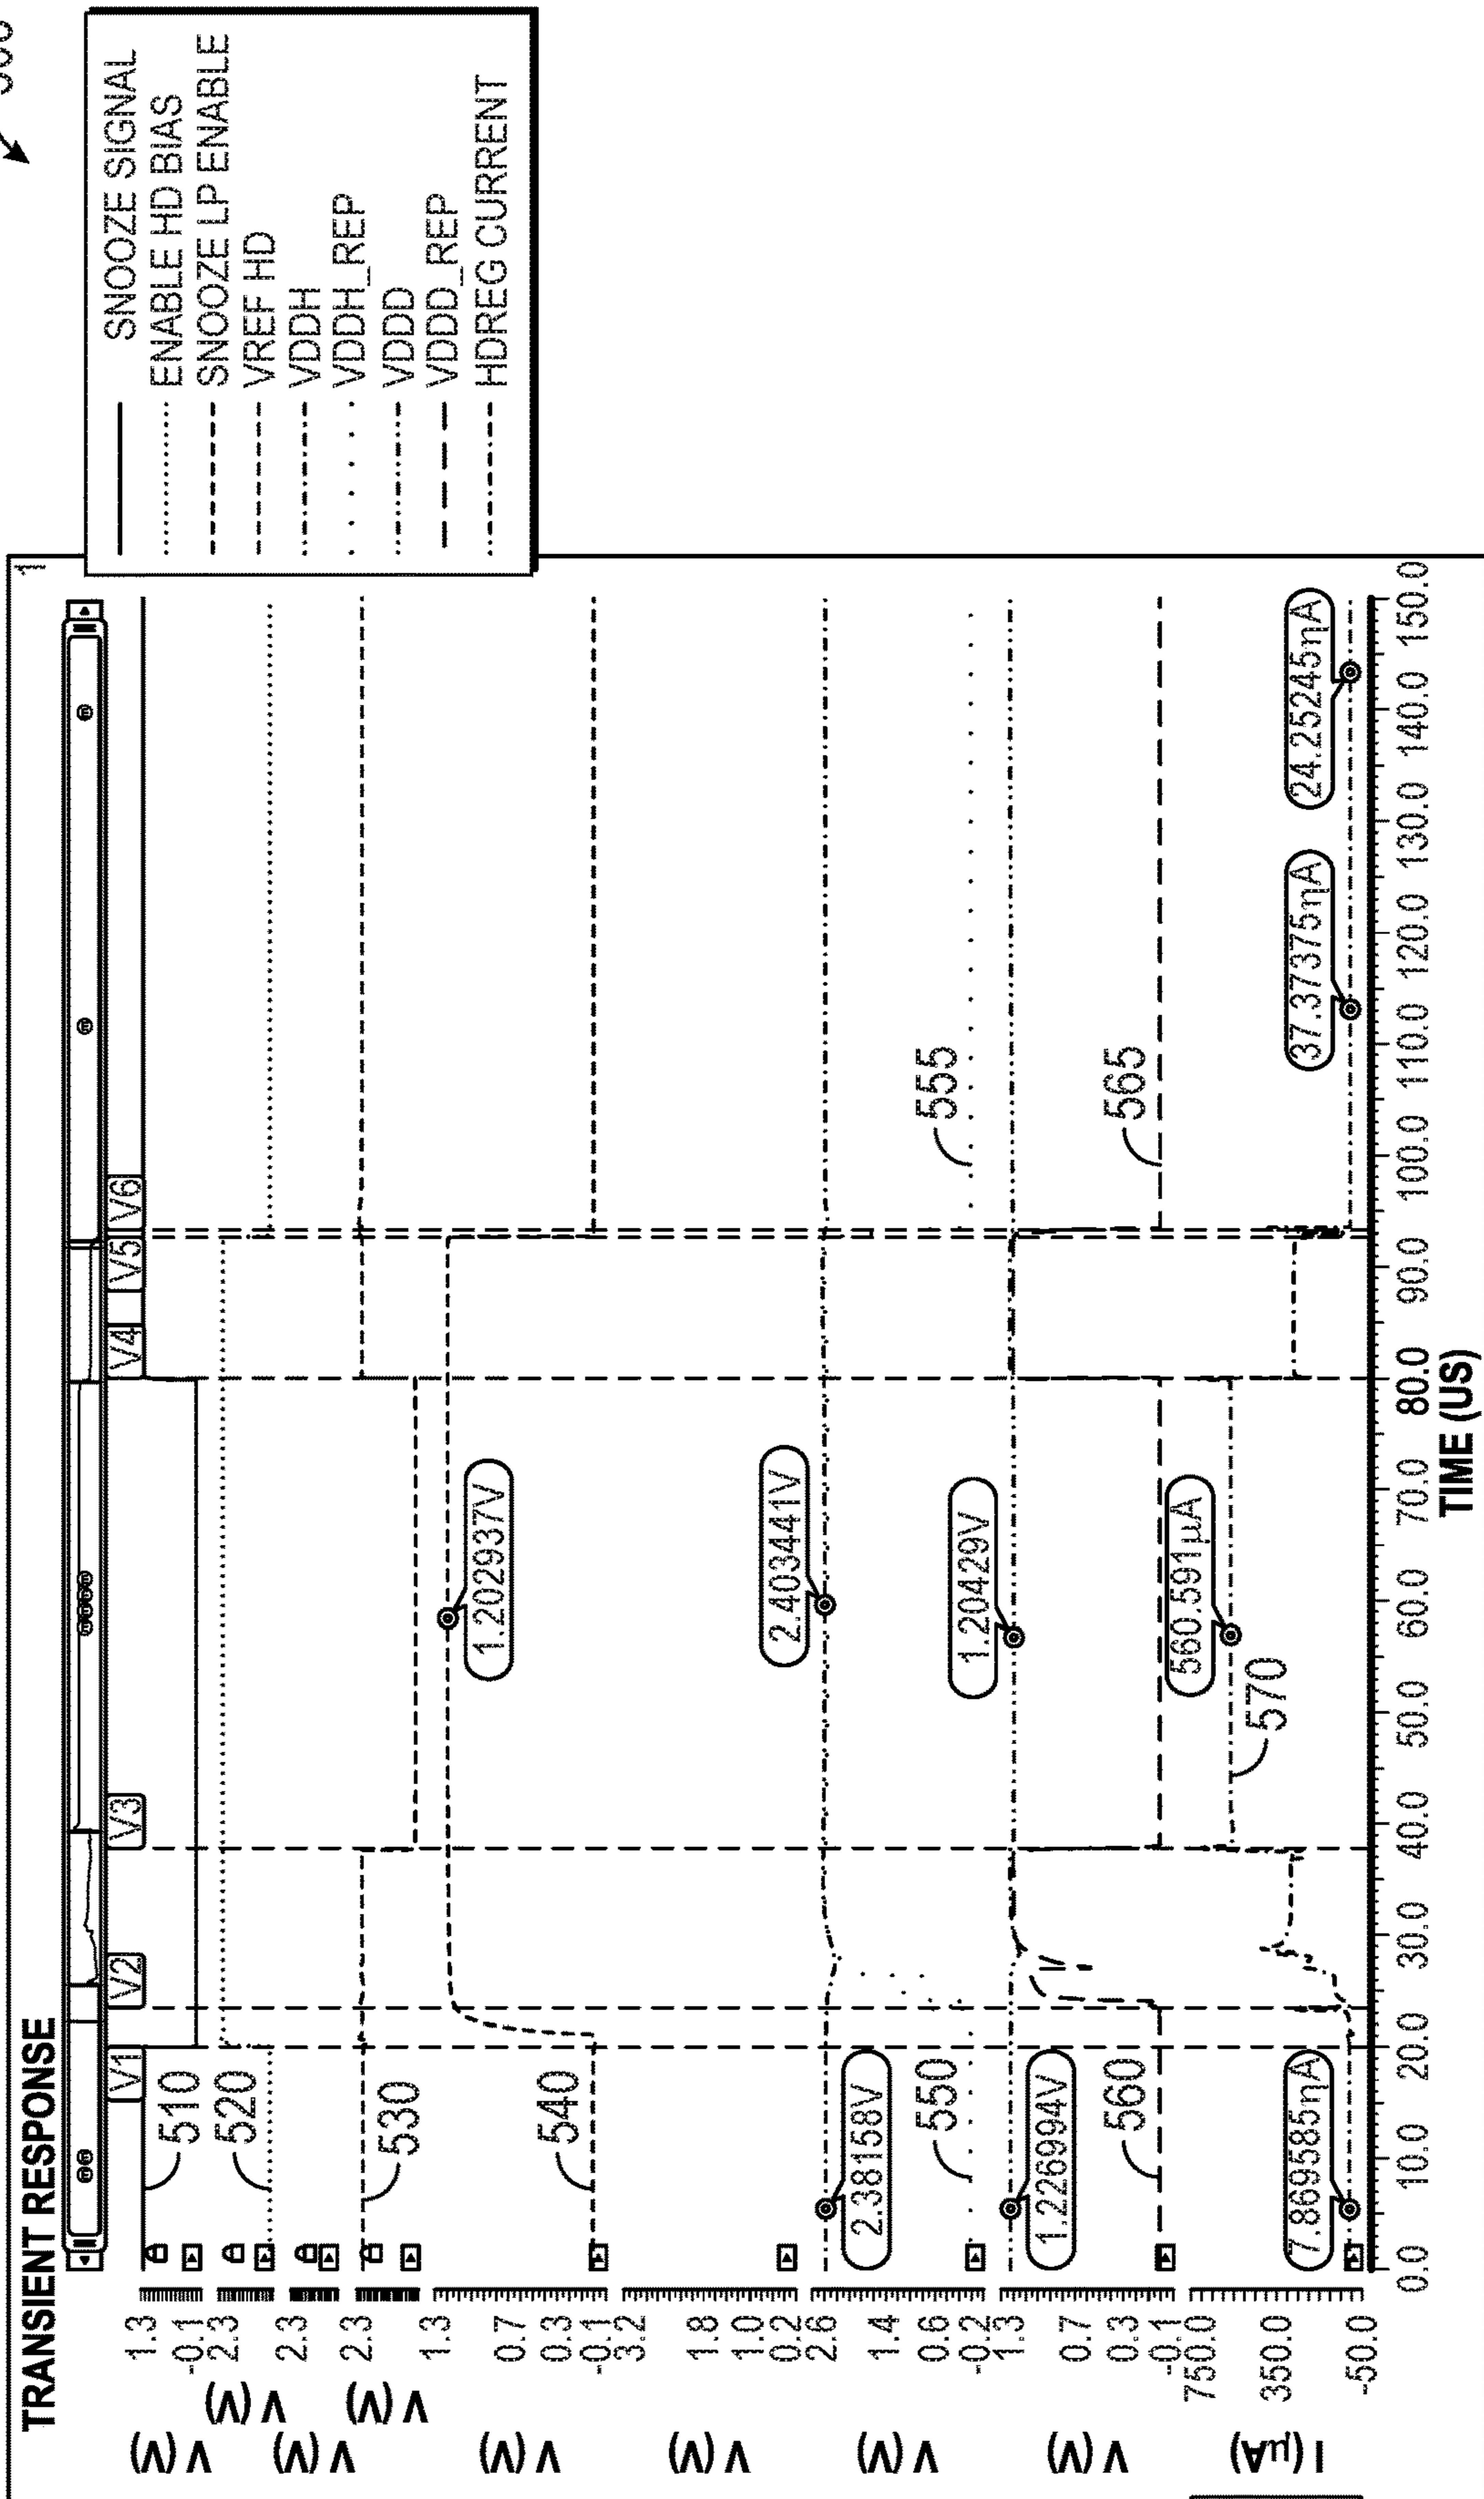 TRANSIENT RESPONSE
1
SNOOZE SIGNAL
ENABLE HD BIAS
SNOOZE LP ENABLE
VREF HD
VDDH
VDDH_REP
VDDD
VDDD_REP
HDREG CURRENT
V1
V2
V3
V4
V5
V6
V (V)
1.3
-0.1
510
V (V)
2.3
520
V (V)
2.3
V (V)
2.3
530
V (V)
1.3
0.7
0.3
-0.1
540
1.202937V
V (V)
3.2
1.8
1.0
0.2
2.403441V
V (V)
2.6
1.4
0.6
-0.2
2.38158V
550
555
V (V)
1.3
0.7
0.3
-0.1
1.20429V
1.226994V
560
565
I (μA)
750.0
350.0
-50.0
560.591μA
570
7.869585ηA
37.37375ηA
24.25245ηA
0.0 10.0 20.0 30.0 40.0 50.0 60.0 70.0 80.0 90.0 100.0 110.0 120.0 130.0 140.0 150.0
TIME (US)